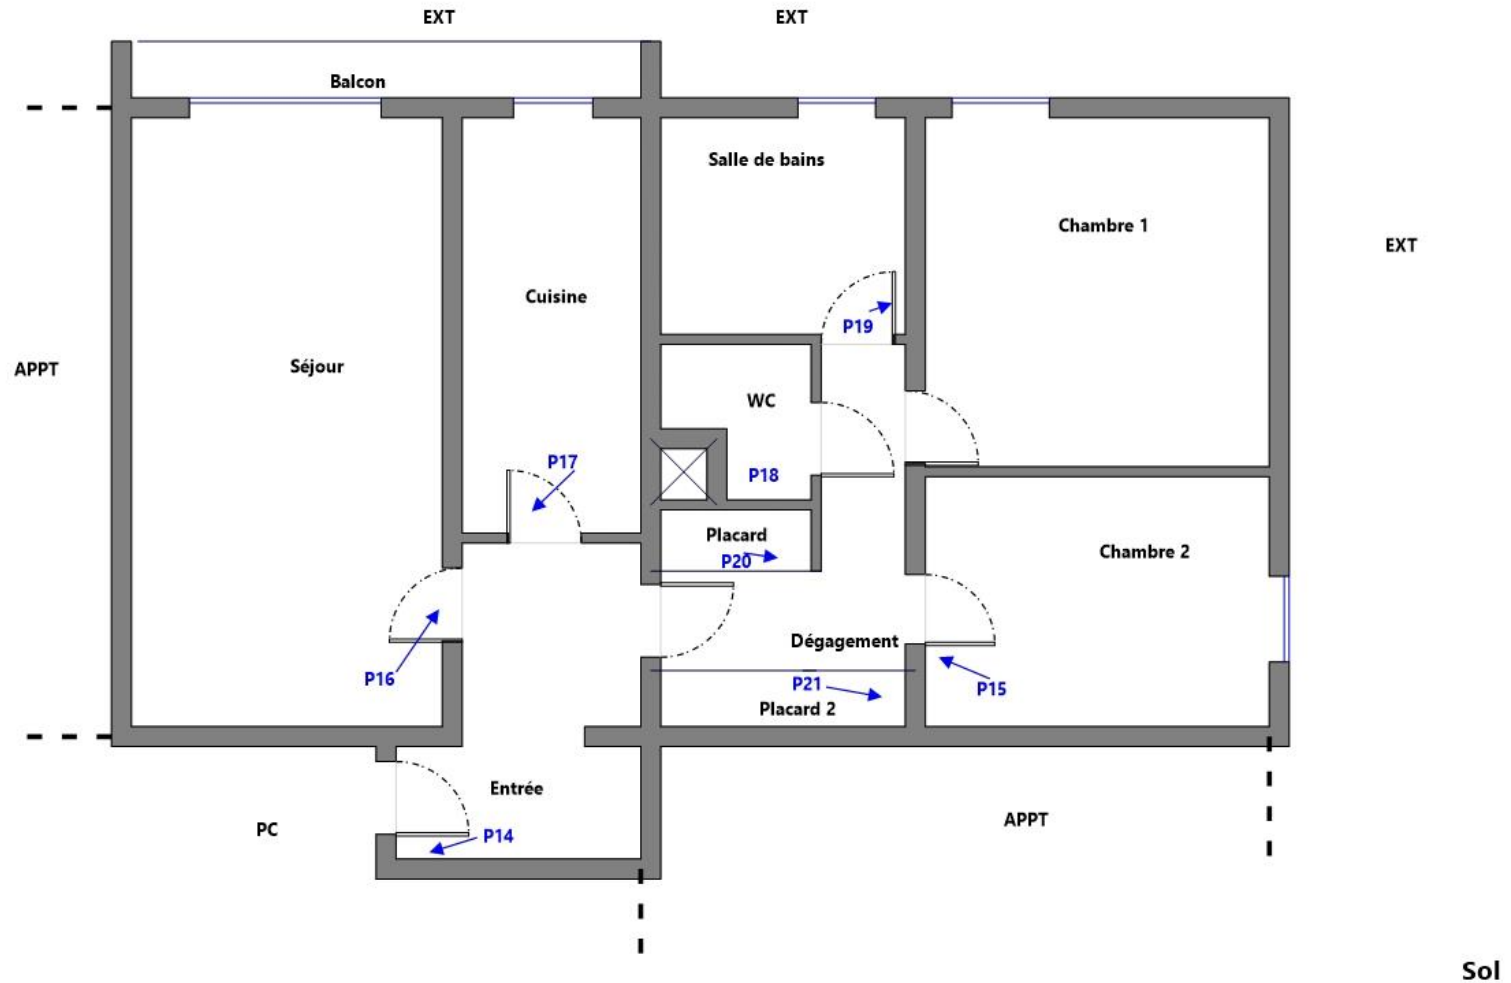 EXT
EXT
Balcon
Salle de bains
Chambre 1
EXT
Cuisine
P19
Séjour
APPT
WC
P17
P18
Placard
P20
Chambre 2
Dégagement
P16
P21
P15
Placard 2
Entrée
PC
P14
APPT
Sol